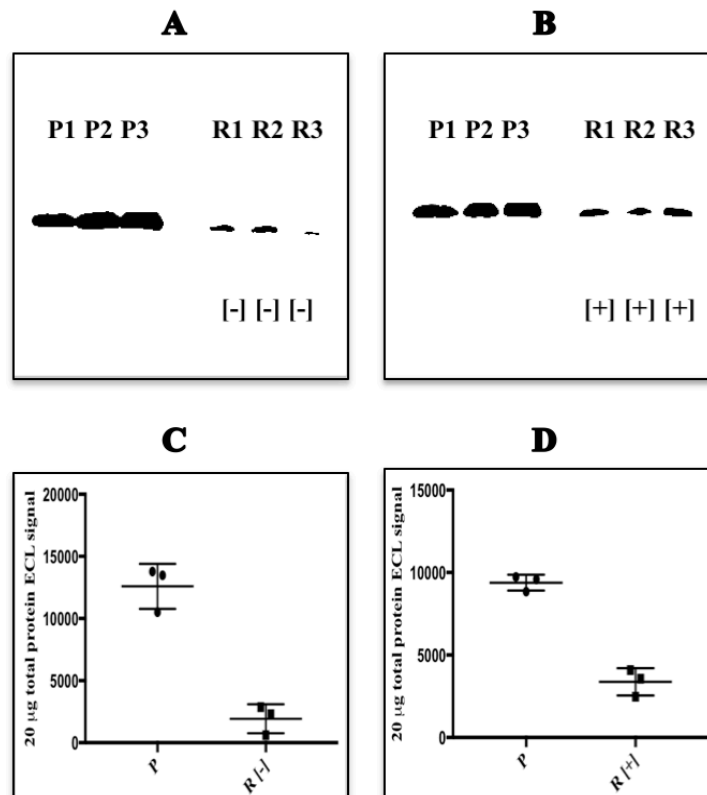 A
P1 P2 P3 R1 R2 R3
[-] [-] [-]
B
P1 P2 P3 R1 R2 R3
[+] [+] [+]
C
20 µg total protein ECL signal
20000
15000
10000
5000
0
P R [-]
D
20 µg total protein ECL signal
15000
10000
5000
0
P R [+]